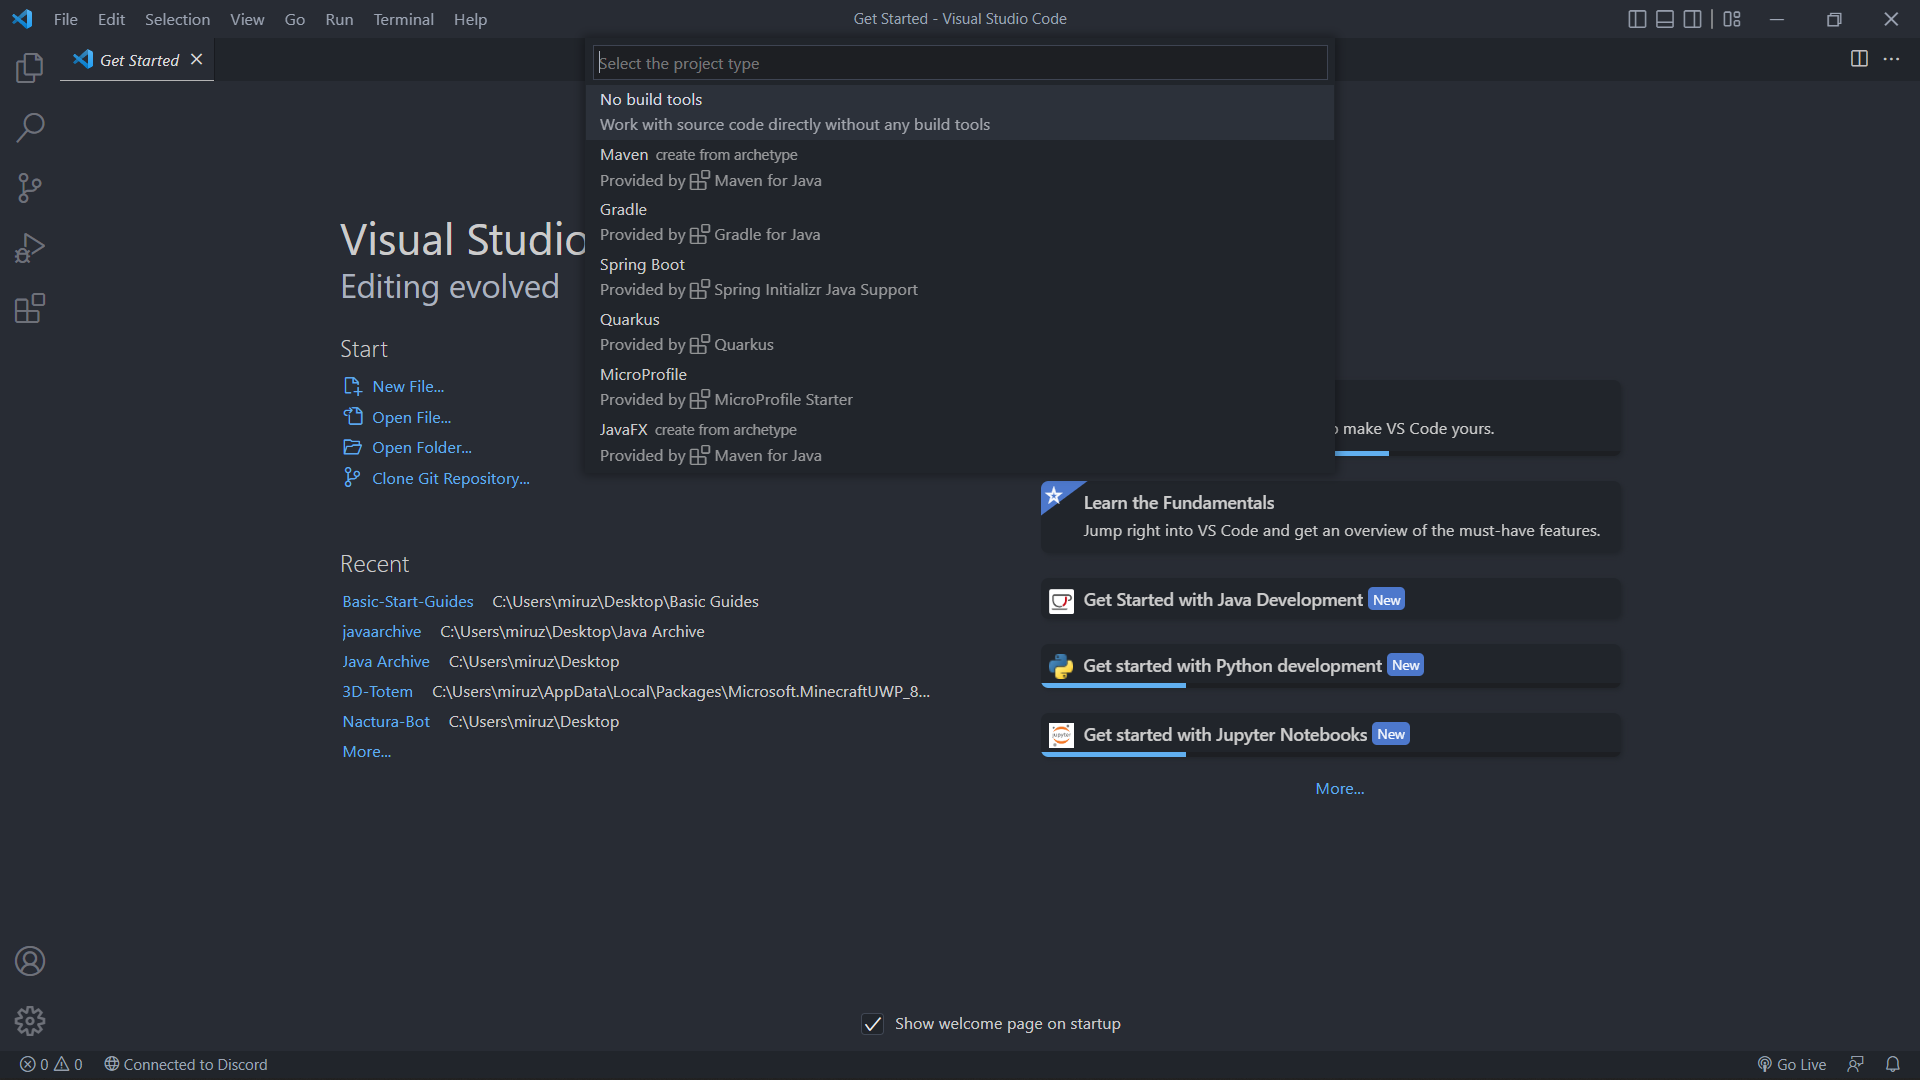 File Edit Selection View Go Run Terminal Help
Get Started - Visual Studio Code
Get Started
Select the project type
No build tools
Work with source code directly without any build tools
Maven create from archetype
Provided by Maven for Java
Gradle
Provided by Gradle for Java
Spring Boot
Provided by Spring Initializr Java Support
Quarkus
Provided by Quarkus
MicroProfile
Provided by MicroProfile Starter
JavaFX create from archetype
Provided by Maven for Java
Visual Studio
Editing evolved
Start
New File...
Open File...
Open Folder...
Clone Git Repository...
Recent
Basic-Start-Guides C:\Users\miruz\Desktop\Basic Guides
javaarchive C:\Users\miruz\Desktop\Java Archive
Java Archive C:\Users\miruz\Desktop
3D-Totem C:\Users\miruz\AppData\Local\Packages\Microsoft.MinecraftUWP_8...
Nactura-Bot C:\Users\miruz\Desktop
More...
make VS Code yours.
Learn the Fundamentals
Jump right into VS Code and get an overview of the must-have features.
Get Started with Java Development New
Get started with Python development New
Get started with Jupyter Notebooks New
More...
Show welcome page on startup
0 0 Connected to Discord
Go Live